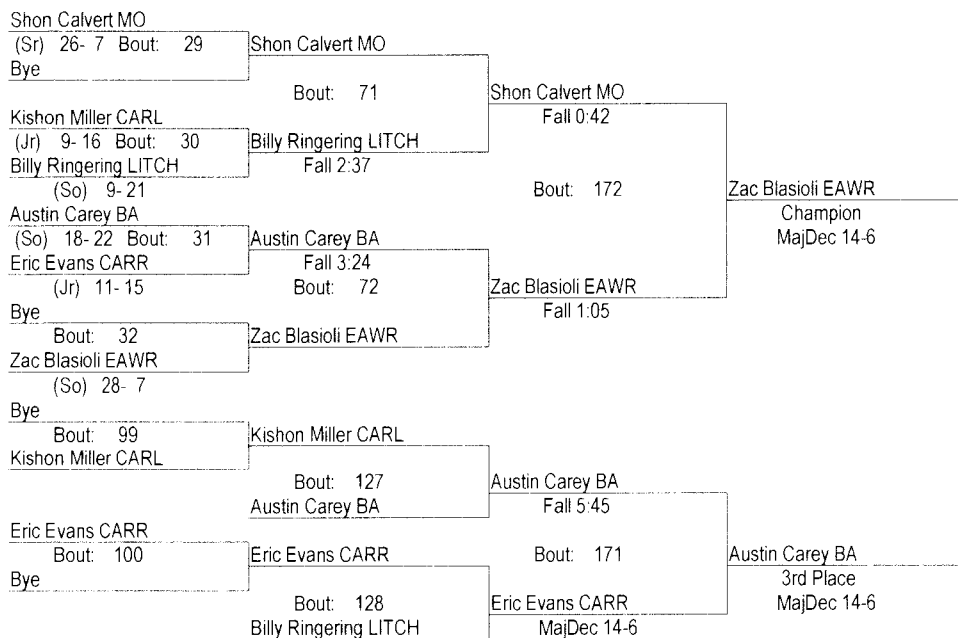 Shon Calvert MO
(Sr) 26- 7 Bout: 29
Bye
Shon Calvert MO
Bout: 71
Kishon Miller CARL
(Jr) 9- 16 Bout: 30
Billy Ringering LITCH
(So) 9- 21
Billy Ringering LITCH
Fall 2:37
Shon Calvert MO
Fall 0:42
Bout: 172
Austin Carey BA
(So) 18- 22 Bout: 31
Eric Evans CARR
(Jr) 11- 15
Austin Carey BA
Fall 3:24
Bout: 72
Bye
Bout: 32
Zac Blasioli EAWR
(So) 28- 7
Zac Blasioli EAWR
Zac Blasioli EAWR
Fall 1:05
Zac Blasioli EAWR
Champion
MajDec 14-6
Bye
Bout: 99
Kishon Miller CARL
Kishon Miller CARL
Bout: 127
Austin Carey BA
Austin Carey BA
Fall 5:45
Bout: 171
Eric Evans CARR
Bout: 100
Bye
Eric Evans CARR
Bout: 128
Billy Ringering LITCH
Eric Evans CARR
MajDec 14-6
Austin Carey BA
3rd Place
MajDec 14-6